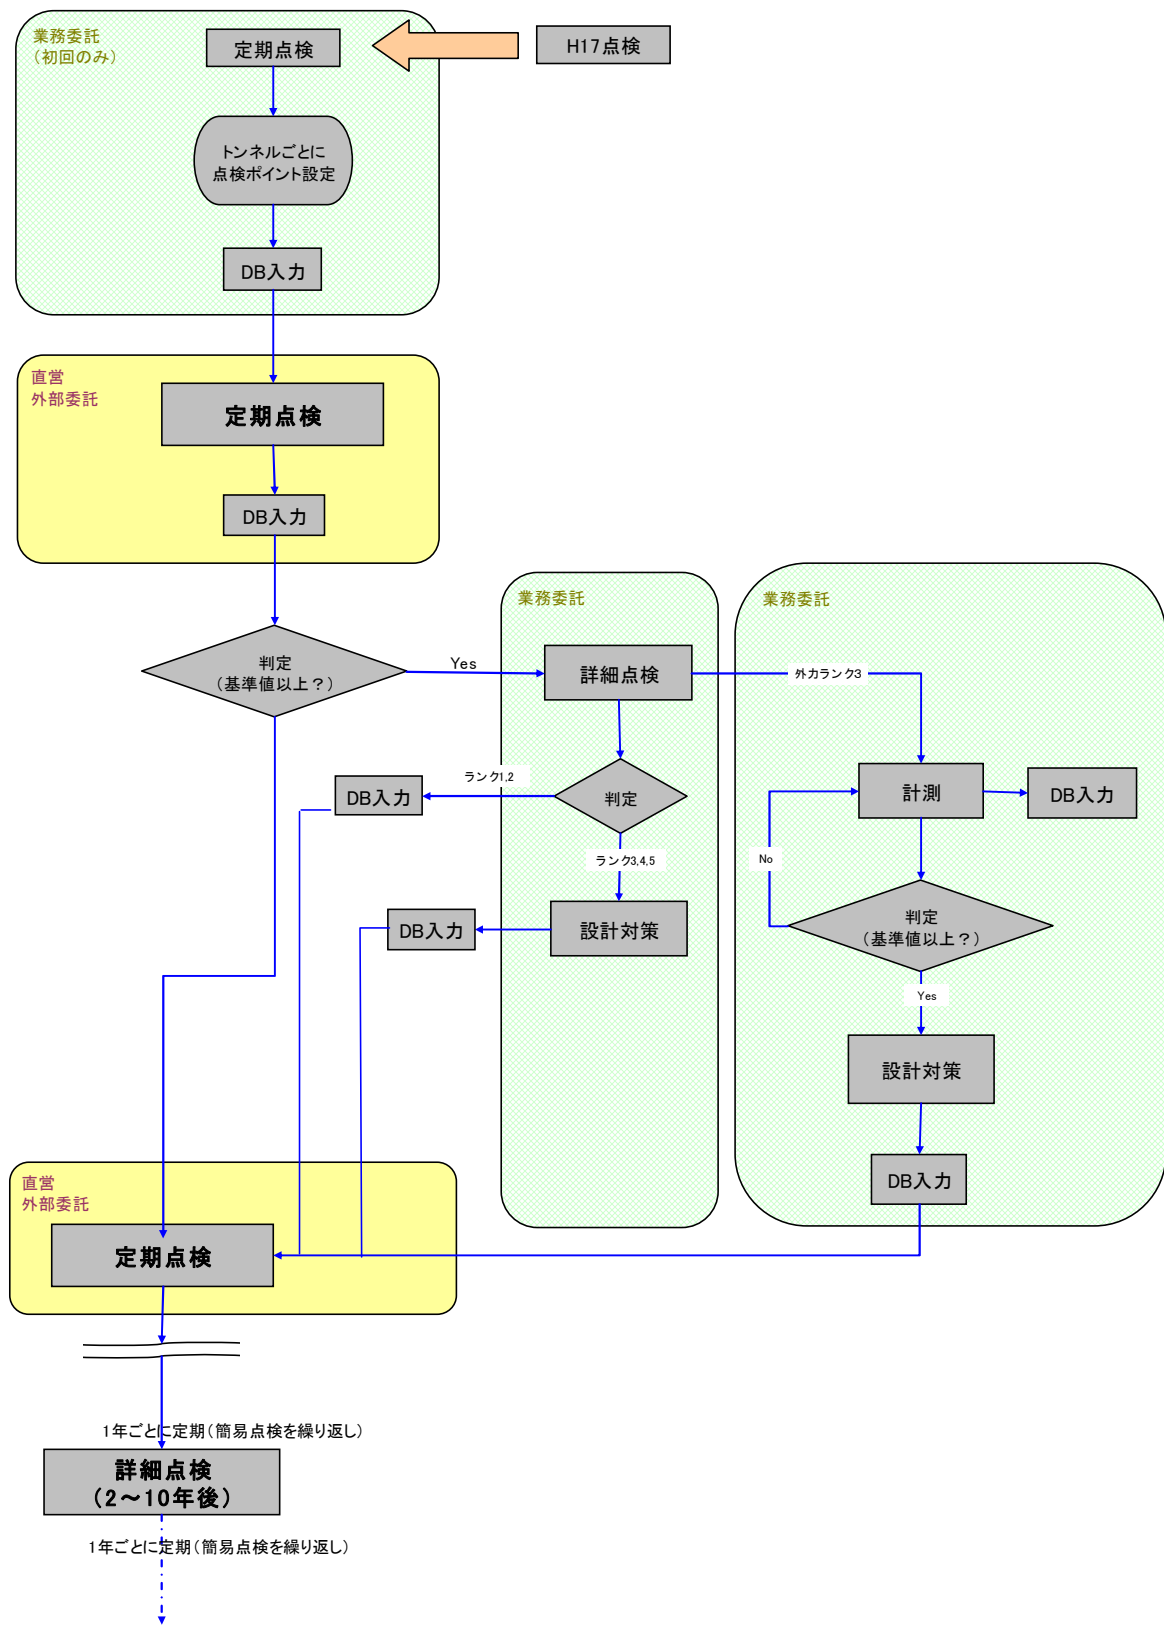 業務委託
（初回のみ）
定期点検
H17点検
トンネルごとに
点検ポイント設定
DB入力
直営
外部委託
定期点検
DB入力
判定
（基準値以上？）
Yes
業務委託
詳細点検
外力ランク3
業務委託
判定
ランク1,2
DB入力
ランク3,4,5
設計対策
DB入力
計測
DB入力
No
判定
（基準値以上？）
Yes
設計対策
DB入力
直営
外部委託
定期点検
1年ごとに定期（簡易点検を繰り返し）
詳細点検
（2～10年後）
1年ごとに定期（簡易点検を繰り返し）